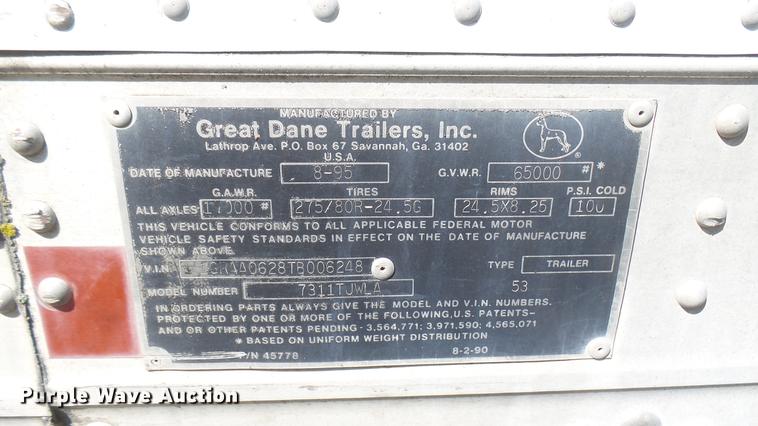 MANUFACTURED BY
Great Dane Trailers, Inc.
Lathrop Ave. P.O. Box 67 Savannah, Ga. 31402
U.S.A.
DATE OF MANUFACTURE 8-95 G.V.W.R. 65000 # *
G.A.W.R. TIRES RIMS P.S.I. COLD
ALL AXLES 17000 # 275/80R-24.5G 24.5X8.25 100
THIS VEHICLE CONFORMS TO ALL APPLICABLE FEDERAL MOTOR
VEHICLE SAFETY STANDARDS IN EFFECT ON THE DATE OF MANUFACTURE
SHOWN ABOVE
V.I.N. TYPE TRAILER
MODEL NUMBER 7311TJWLA 53
IN ORDERING PARTS ALWAYS GIVE THE MODEL AND V.I.N. NUMBERS.
PROTECTED BY ONE OR MORE OF THE FOLLOWING,U.S. PATENTS-
AND OR OTHER PATENTS PENDING - 3,564,771; 3,971,590; 4,565,071
* BASED ON UNIFORM WEIGHT DISTRIBUTION
P/N 45778 8-2-90
Purple Wave Auction